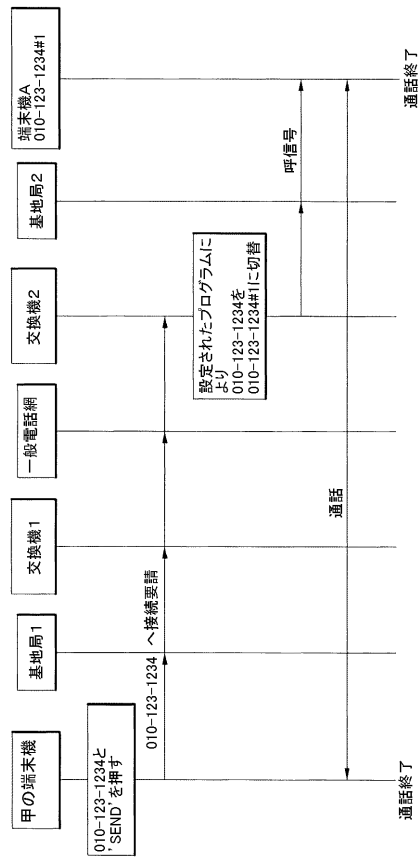 甲の端末機
基地局1
交換機1
一般電話網
交換機2
基地局2
端末機A
010-123-1234#1
010-123-1234と
'SEND'を押す
010-123-1234 へ接続要請
設定されたプログラムに
より
010-123-1234を
010-123-1234#1に切替
呼信号
通話
通話終了
通話終了